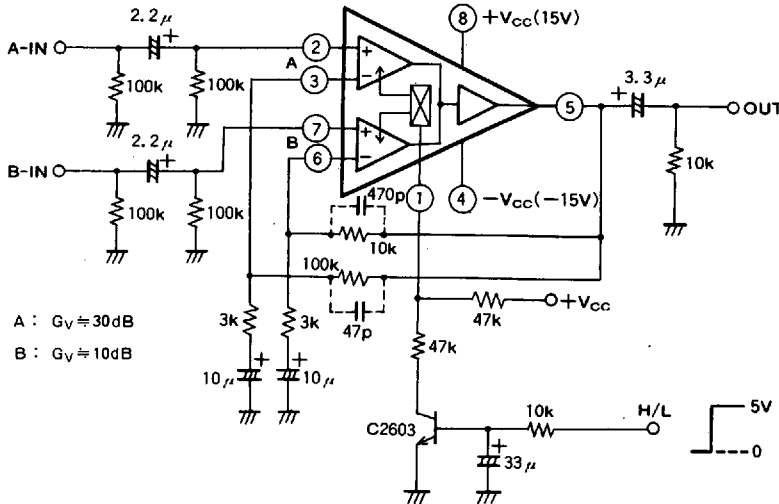 2.2μ +
8 +Vcc (15V)
A-IN
2 +
A
3 −
3.3μ
+
100k
100k
5
OUT
2.2μ +
7 +
B
6 −
B-IN
10k
470p
1
4 −Vcc (−15V)
100k
100k
10k
100k
47p
+Vcc
47k
A : Gv ≒ 30dB
3k
3k
47k
B : Gv ≒ 10dB
+
+
10μ
10μ
10k
H/L
5V
C2603
+
33μ
0